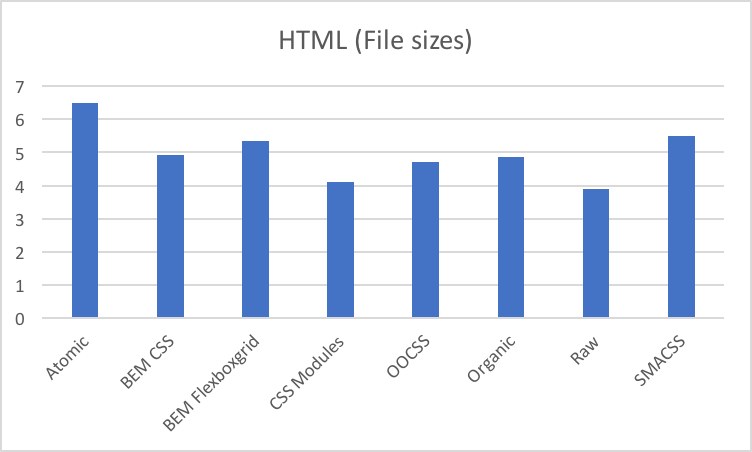 HTML (File sizes)
7
6
5
4
3
2
1
0
Atomic
BEM CSS
BEM Flexboxgrid
CSS Modules
OOCSS
Organic
Raw
SMACSS